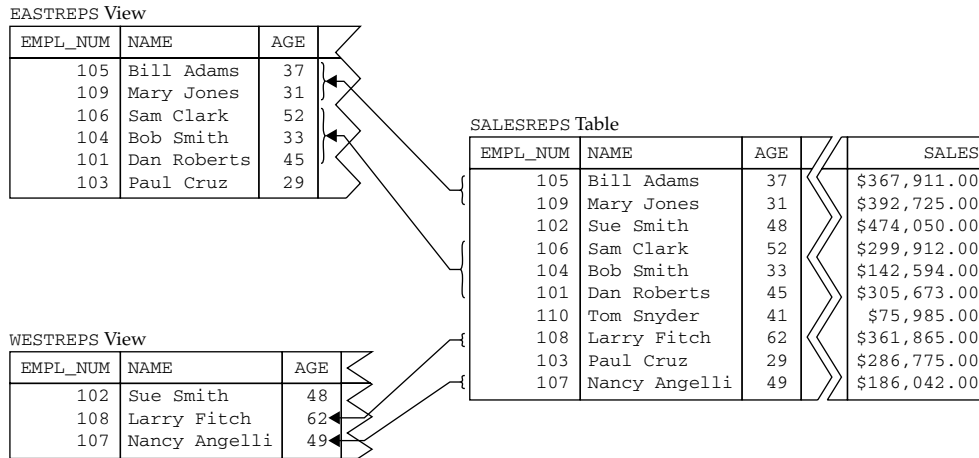 EASTREPS View
EMPL_NUM NAME AGE
105 Bill Adams 37
109 Mary Jones 31
106 Sam Clark 52
104 Bob Smith 33
101 Dan Roberts 45
103 Paul Cruz 29
SALESREPS Table
EMPL_NUM NAME AGE SALES
105 Bill Adams 37 $367,911.00
109 Mary Jones 31 $392,725.00
102 Sue Smith 48 $474,050.00
106 Sam Clark 52 $299,912.00
104 Bob Smith 33 $142,594.00
101 Dan Roberts 45 $305,673.00
110 Tom Snyder 41 $75,985.00
108 Larry Fitch 62 $361,865.00
103 Paul Cruz 29 $286,775.00
107 Nancy Angelli 49 $186,042.00
WESTREPS View
EMPL_NUM NAME AGE
102 Sue Smith 48
108 Larry Fitch 62
107 Nancy Angelli 49